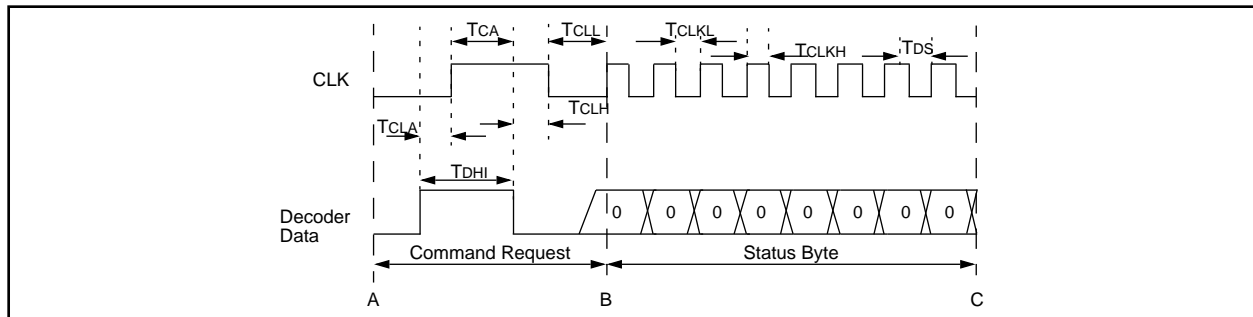 TCA TCLL TCLKL TCLKH TDS
CLK
TCLH
TCLA
TDHI
Decoder
Data
0 0 0 0 0 0 0 0
Command Request Status Byte
A B C